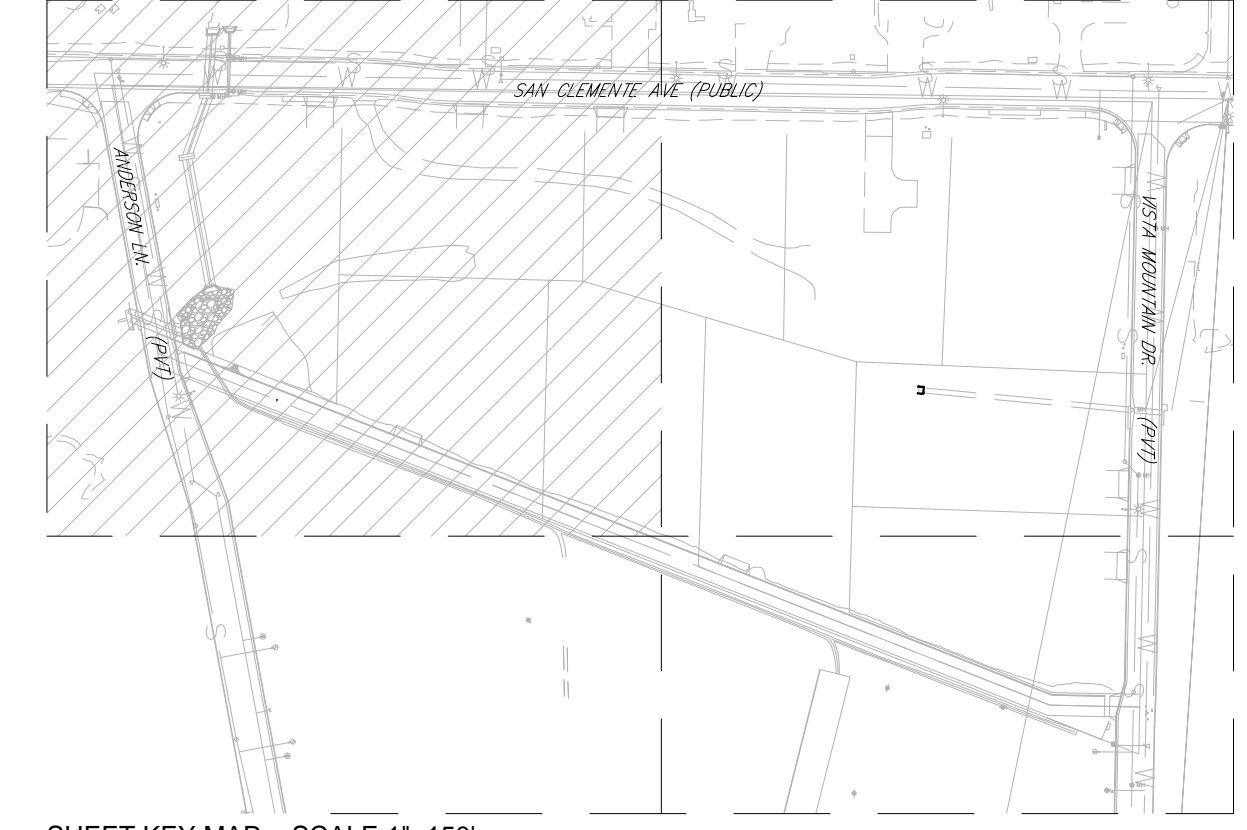 SAN CLEMENTE AVE (PUBLIC)
ANDERSON LN.
(PVT)
VISTA MOUNTAIN DR.
(PVT)
W
S
W
W
S
W
S
W
W
W
S
W
S
W
S
W
S
SHEET KEY MAP - SCALE 1"=150'